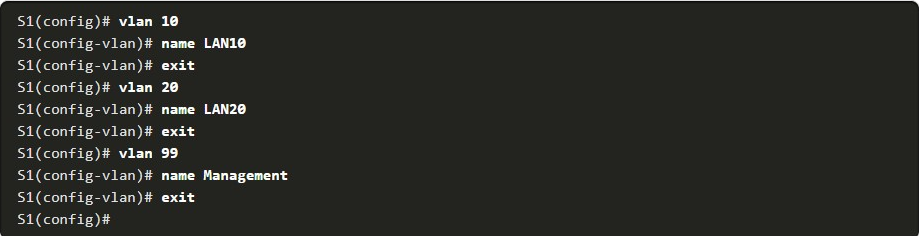 S1(config)# vlan 10
S1(config-vlan)# name LAN10
S1(config-vlan)# exit
S1(config)# vlan 20
S1(config-vlan)# name LAN20
S1(config-vlan)# exit
S1(config)# vlan 99
S1(config-vlan)# name Management
S1(config-vlan)# exit
S1(config)#